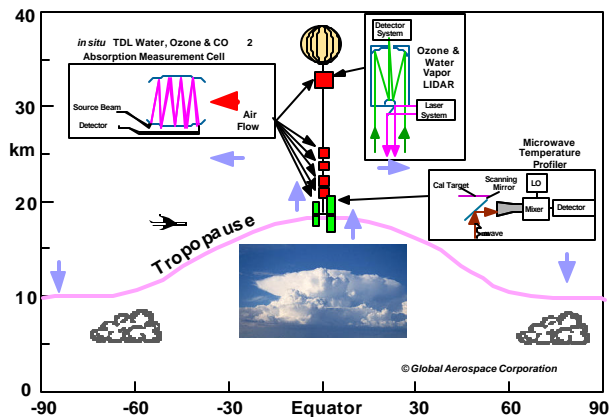 40
30
km
20
10
0
in situ TDL Water, Ozone & CO 2
Absorption Measurement Cell
Source Beam
Detector
Air
Flow
Detector
System
Ozone &
Water
Vapor
LIDAR
Laser
System
Microwave
Temperature
Profiler
Cal Target
Scanning
Mirror
LO
Mixer
Detector
Tropopause
© Global Aerospace Corporation
-90
-60
-30
Equator
30
60
90